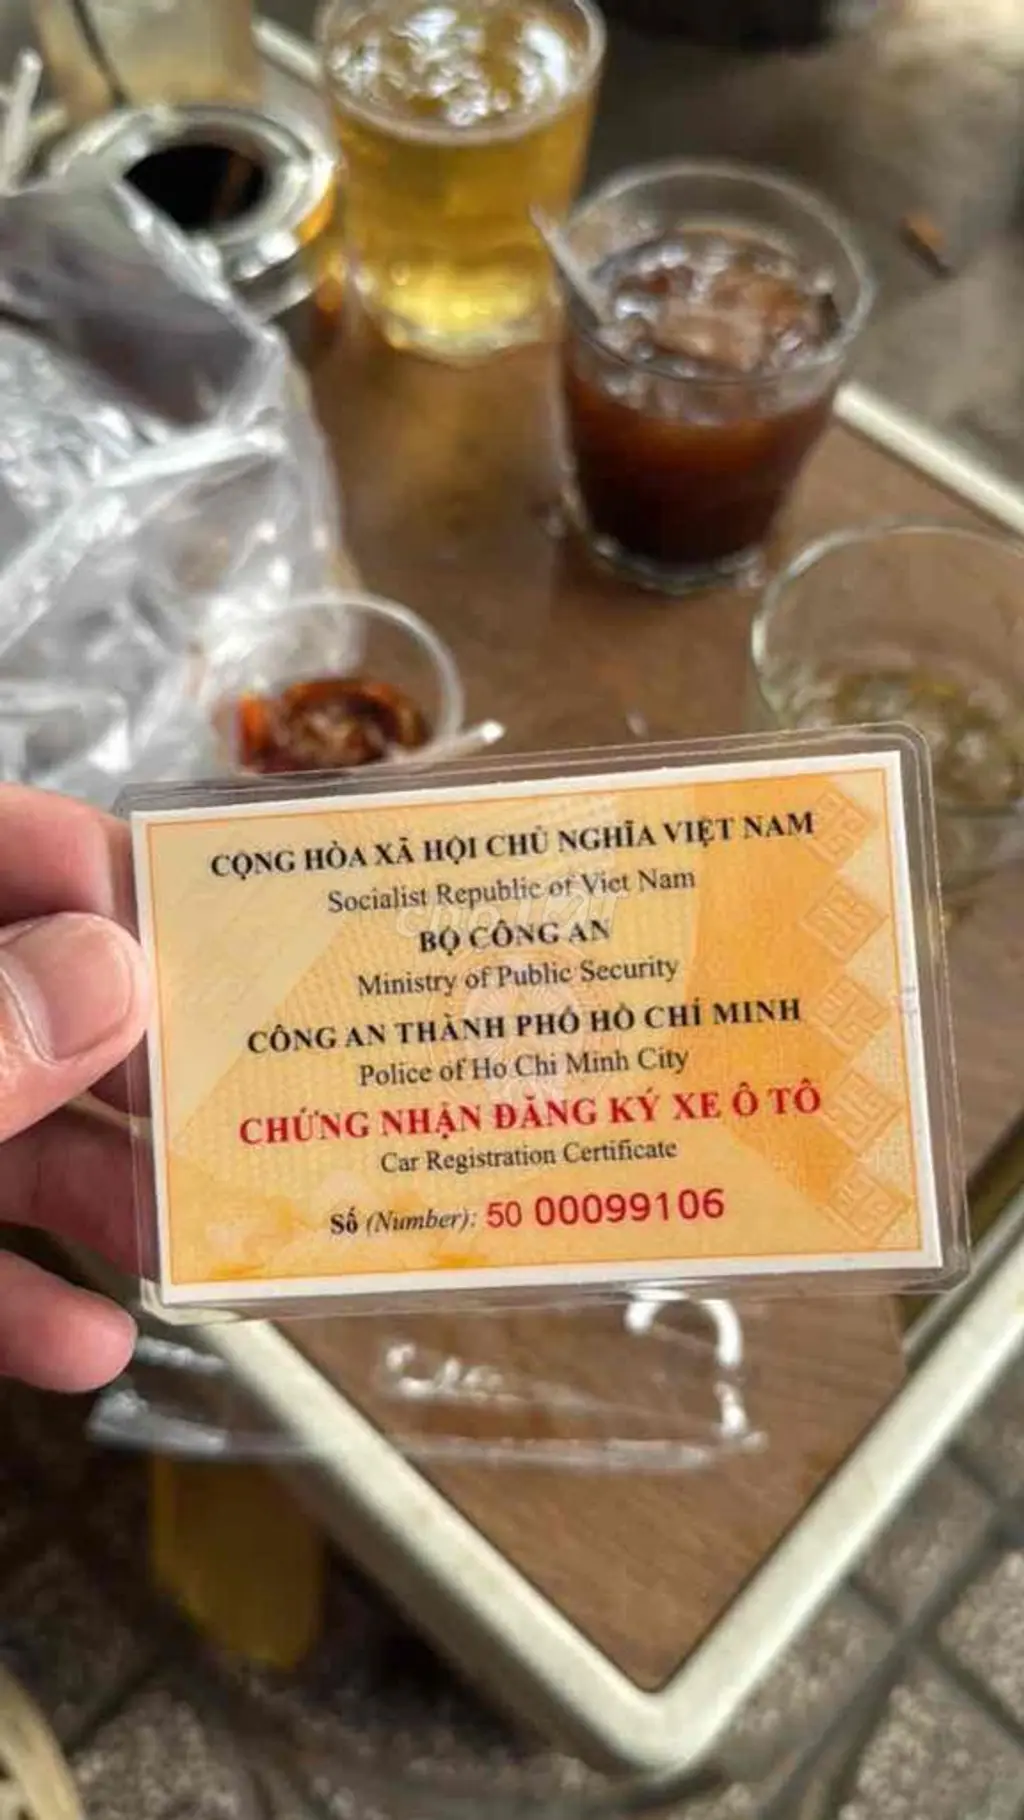 CỘNG HÒA XÃ HỘI CHỦ NGHĨA VIỆT NAM
Socialist Republic of Viet Nam
BỘ CÔNG AN
Ministry of Public Security
CÔNG AN THÀNH PHỐ HỒ CHÍ MINH
Police of Ho Chi Minh City
CHỨNG NHẬN ĐĂNG KÝ XE Ô TÔ
Car Registration Certificate
Số (Number): 50 00099106